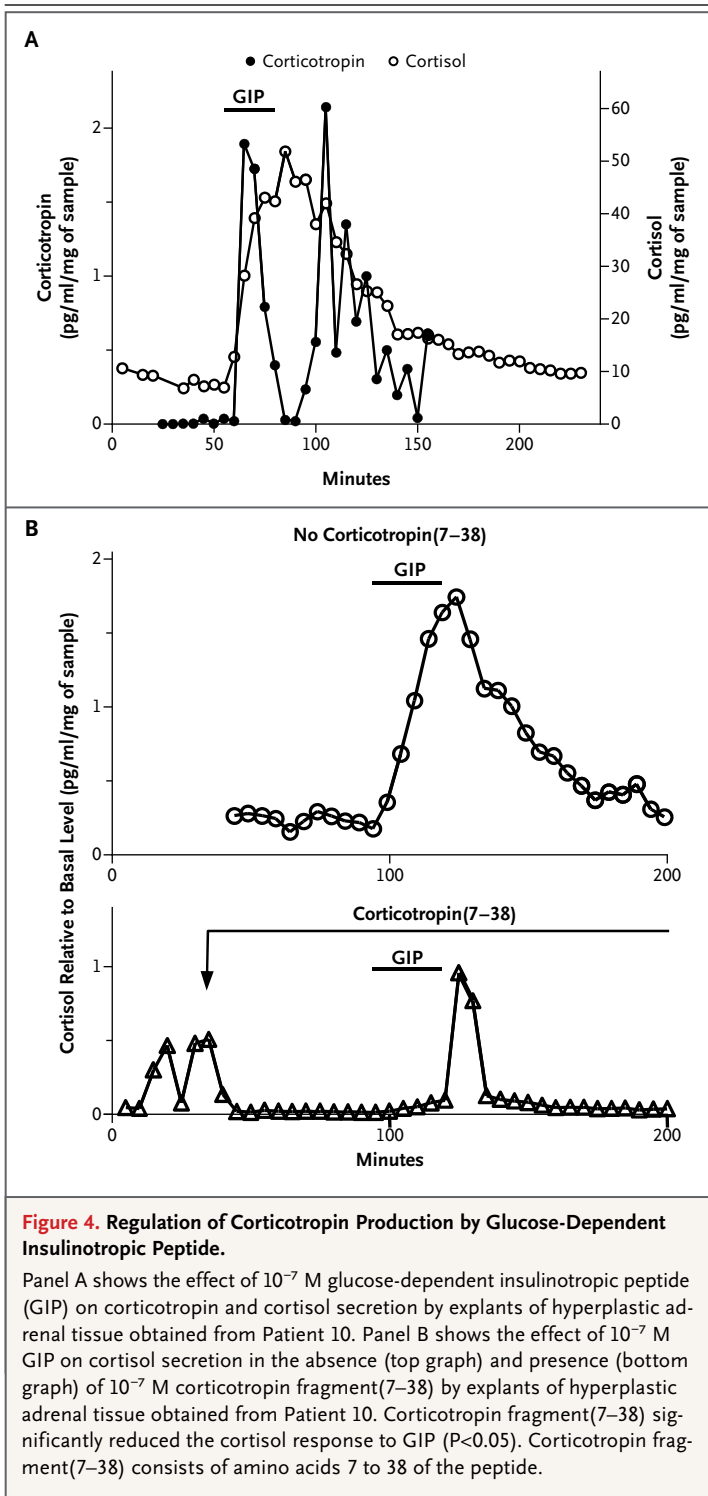 A
● Corticotropin ○ Cortisol
GIP
Corticotropin
(pg/ml/mg of sample)
2
1
0
60
50
40
30
20
10
0
Cortisol
(pg/ml/mg of sample)
0 50 100 150 200
Minutes
B
No Corticotropin(7–38)
GIP
Cortisol Relative to Basal Level (pg/ml/mg of sample)
2
1
0
0 100 200
Corticotropin(7–38)
GIP
1
0
0 100 200
Minutes
Figure 4. Regulation of Corticotropin Production by Glucose-Dependent
Insulinotropic Peptide.
Panel A shows the effect of 10⁻⁷ M glucose-dependent insulinotropic peptide
(GIP) on corticotropin and cortisol secretion by explants of hyperplastic ad-
renal tissue obtained from Patient 10. Panel B shows the effect of 10⁻⁷ M
GIP on cortisol secretion in the absence (top graph) and presence (bottom
graph) of 10⁻⁷ M corticotropin fragment(7–38) by explants of hyperplastic
adrenal tissue obtained from Patient 10. Corticotropin fragment(7–38) sig-
nificantly reduced the cortisol response to GIP (P<0.05). Corticotropin frag-
ment(7–38) consists of amino acids 7 to 38 of the peptide.